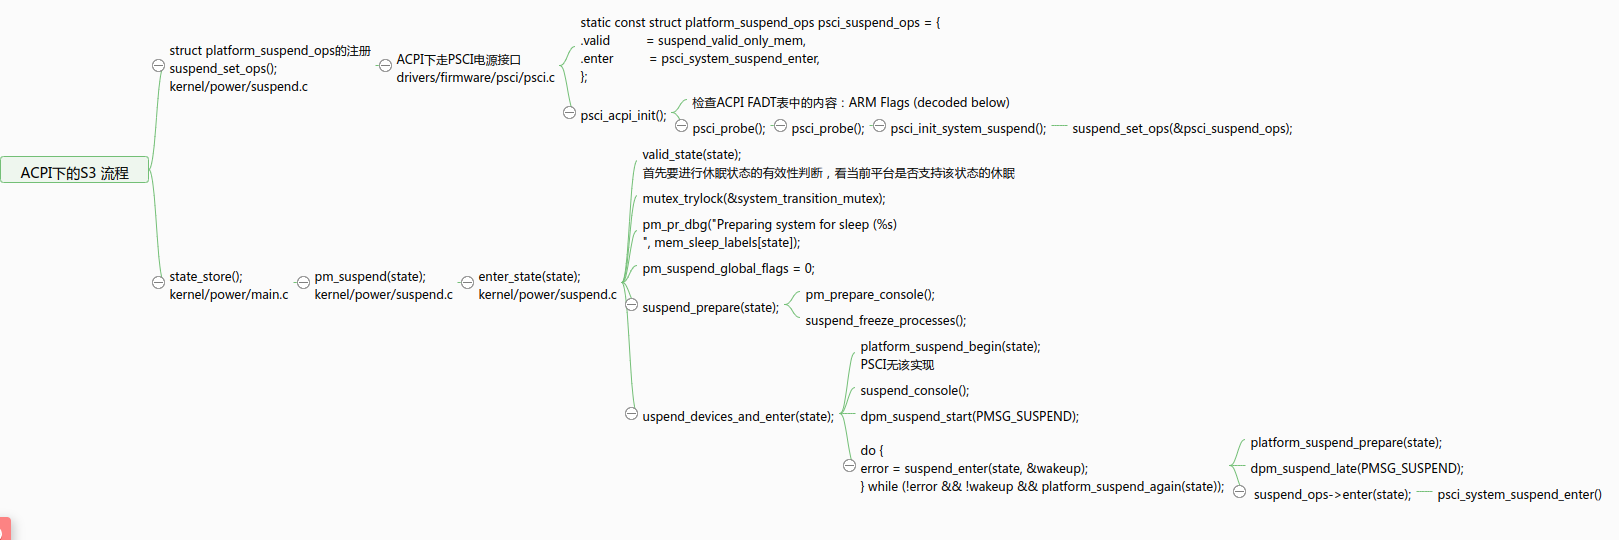 ACPI下的S3 流程
struct platform_suspend_ops的注册
suspend_set_ops();
kernel/power/suspend.c
ACPI下走PSCI电源接口
drivers/firmware/psci/psci.c
static const struct platform_suspend_ops psci_suspend_ops = {
.valid          = suspend_valid_only_mem,
.enter          = psci_system_suspend_enter,
};
psci_acpi_init();
检查ACPI FADT表中的内容：ARM Flags (decoded below)
psci_probe();
psci_probe();
psci_init_system_suspend();
suspend_set_ops(&psci_suspend_ops);
state_store();
kernel/power/main.c
pm_suspend(state);
kernel/power/suspend.c
enter_state(state);
kernel/power/suspend.c
valid_state(state);
首先要进行休眠状态的有效性判断，看当前平台是否支持该状态的休眠
mutex_trylock(&system_transition_mutex);
pm_pr_dbg("Preparing system for sleep (%s)
", mem_sleep_labels[state]);
pm_suspend_global_flags = 0;
suspend_prepare(state);
pm_prepare_console();
suspend_freeze_processes();
uspend_devices_and_enter(state);
platform_suspend_begin(state);
PSCI无该实现
suspend_console();
dpm_suspend_start(PMSG_SUSPEND);
do {
error = suspend_enter(state, &wakeup);
} while (!error && !wakeup && platform_suspend_again(state));
platform_suspend_prepare(state);
dpm_suspend_late(PMSG_SUSPEND);
suspend_ops->enter(state);
psci_system_suspend_enter()